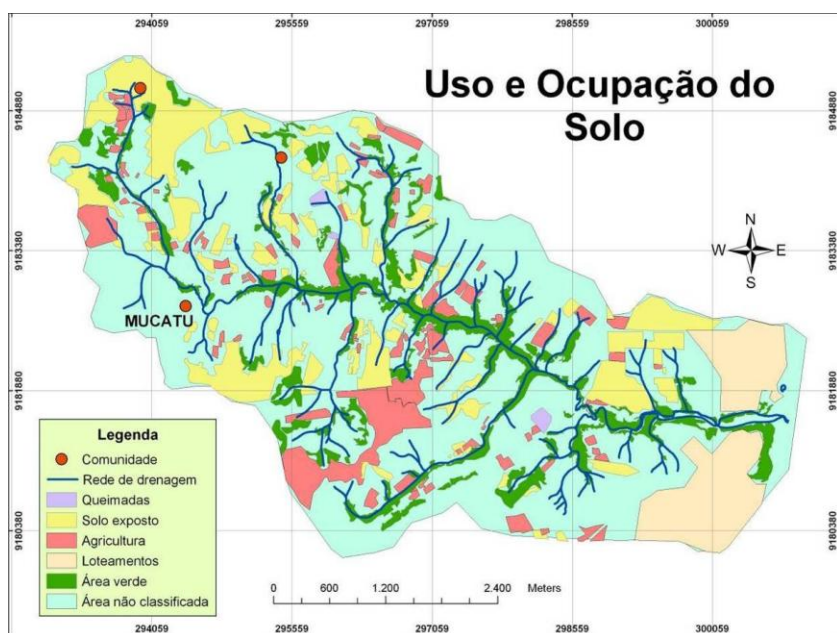 294059 295559 297059 298559 300059
Uso e Ocupação do
Solo
9184880 9184880
N
W E
S
9183380 9183380
MUCATU
9181880 9181880
Legenda
Comunidade
Rede de drenagem
Queimadas
Solo exposto
Agricultura
Loteamentos
Área verde
Área não classificada
9180380 9180380
0 600 1.200 2.400 Meters
294059 295559 297059 298559 300059